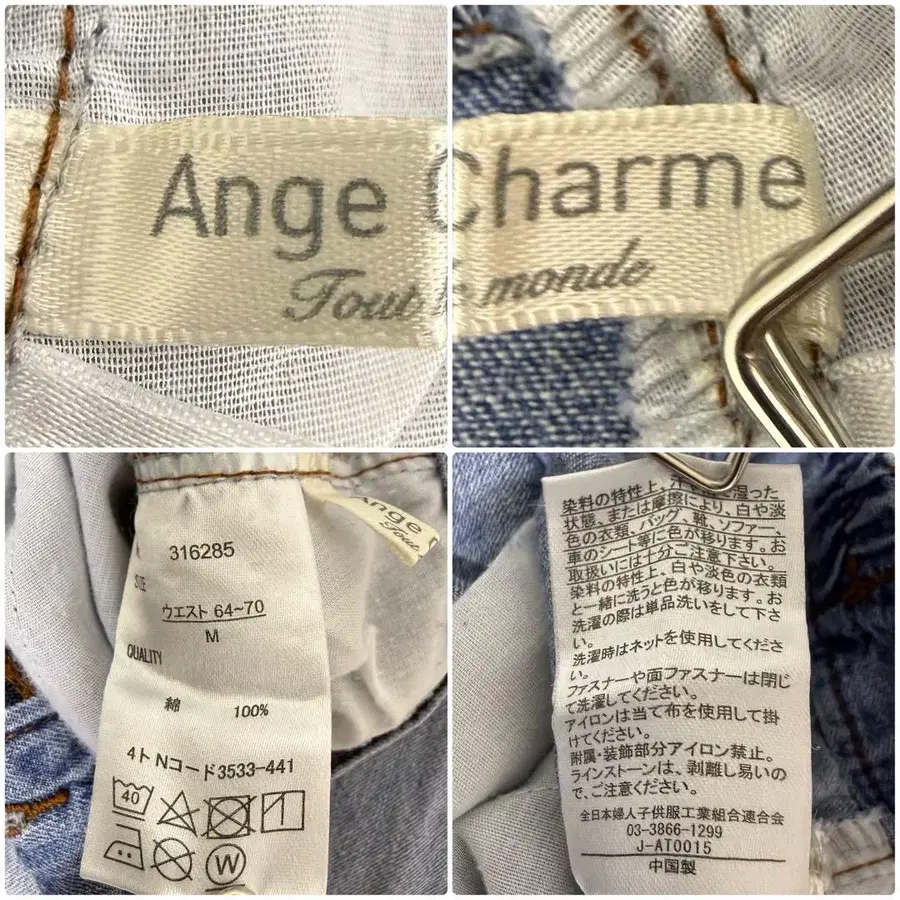 Ange
Tout
Charme
monde
316285
SIZE
ウエスト 64~70
M
QUALITY
綿 100%
4ト Nコード3533-441
40
W
Ange
Tout
染料の特性上、汗や湿った
状態、または摩擦により、白や淡
色の衣類、バッグ、靴、ソファー、
車のシート等に色が移ります。お
取扱いには十分ご注意下さい。
染料の特性上、白や淡色の衣類
と一緒に洗うと色が移ります。お
洗濯の際は単品洗いをして下さ
い。
洗濯時はネットを使用してくださ
い。
ファスナーや面ファスナーは閉じ
て洗濯してください。
アイロンは当て布を使用して掛
けてください。
附属・装飾部分アイロン禁止。
ラインストーンは、剥離し易いの
で、ご注意ください。
全日本婦人子供服工業組合連合会
03-3866-1299
J-AT0015
中国製